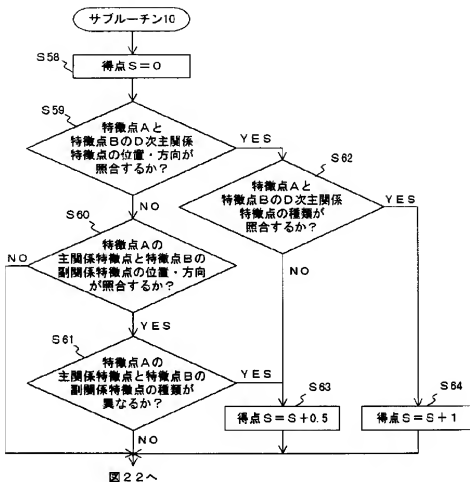 サブルーチン10
S58
得点S=0
S59
特徴点Aと
特徴点BのD次主関係
特徴点の位置・方向が
照合するか?
YES
NO
S62
特徴点Aと
特徴点BのD次主関係
特徴点の種類が
照合するか?
YES
NO
S60
特徴点Aの
主関係特徴点と特徴点Bの
副関係特徴点の位置・方向
が照合するか?
NO
YES
S61
特徴点Aの
主関係特徴点と特徴点Bの
副関係特徴点の種類が
異なるか?
YES
NO
S63
得点S=S+0.5
S64
得点S=S+1
図22へ